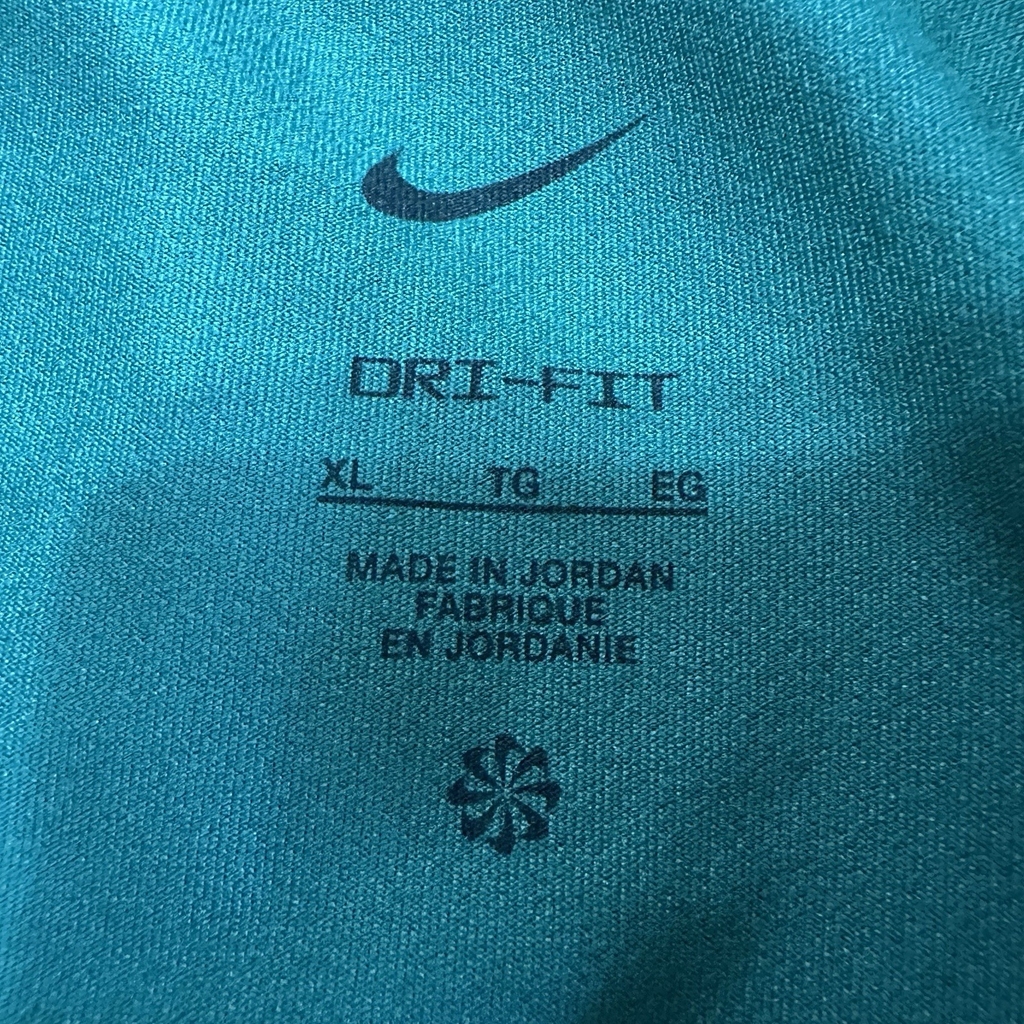 DRI-FIT
XL TG EG
MADE IN JORDAN
FABRIQUE
EN JORDANIE